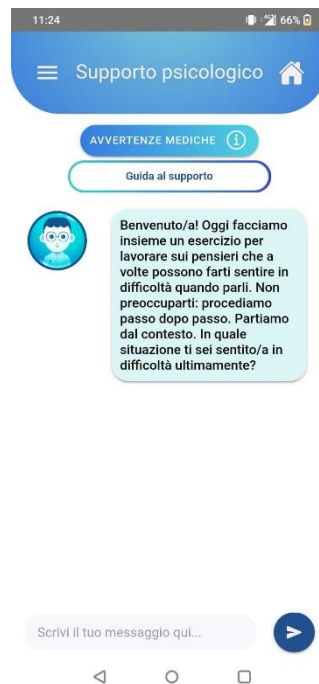 11:24
66%
Supporto psicologico
AVVERTENZE MEDICHE
Guida al supporto
Benvenuto/a! Oggi facciamo
insieme un esercizio per
lavorare sui pensieri che a
volte possono farti sentire in
difficoltà quando parli. Non
preoccuparti: procediamo
passo dopo passo. Partiamo
dal contesto. In quale
situazione ti sei sentito/a in
difficoltà ultimamente?
Scrivi il tuo messaggio qui...